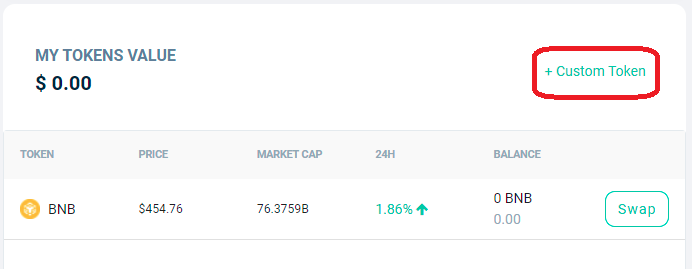 MY TOKENS VALUE
$ 0.00
+ Custom Token
TOKEN PRICE MARKET CAP 24H BALANCE
BNB $454.76 76.3759B 1.86% 0 BNB Swap
0.00